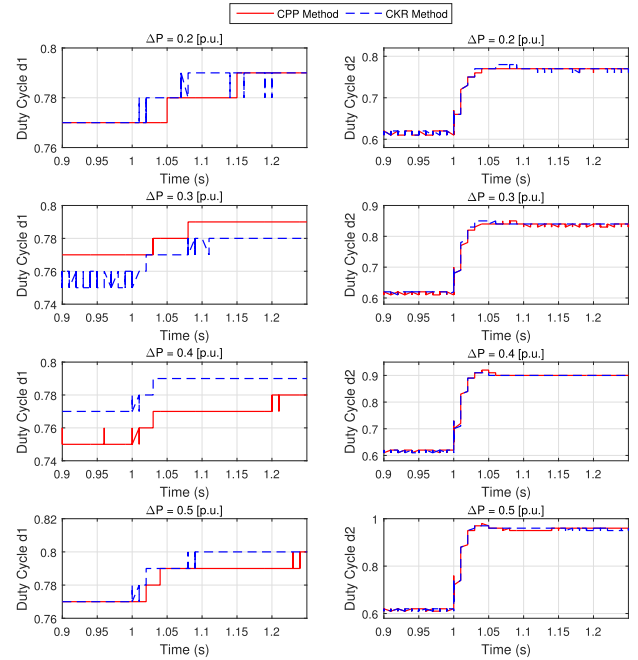 CPP Method CKR Method
ΔP = 0.2 [p.u.]
Duty Cycle d1
0.8
0.78
0.76
0.9 0.95 1 1.05 1.1 1.15 1.2
Time (s)
ΔP = 0.2 [p.u.]
Duty Cycle d2
0.8
0.7
0.6
0.9 0.95 1 1.05 1.1 1.15 1.2
Time (s)
ΔP = 0.3 [p.u.]
Duty Cycle d1
0.8
0.78
0.76
0.74
0.9 0.95 1 1.05 1.1 1.15 1.2
Time (s)
ΔP = 0.3 [p.u.]
Duty Cycle d2
0.9
0.8
0.7
0.6
0.9 0.95 1 1.05 1.1 1.15 1.2
Time (s)
ΔP = 0.4 [p.u.]
Duty Cycle d1
0.8
0.78
0.76
0.74
0.9 0.95 1 1.05 1.1 1.15 1.2
Time (s)
ΔP = 0.4 [p.u.]
Duty Cycle d2
0.9
0.8
0.7
0.6
0.9 0.95 1 1.05 1.1 1.15 1.2
Time (s)
ΔP = 0.5 [p.u.]
Duty Cycle d1
0.82
0.8
0.78
0.76
0.9 0.95 1 1.05 1.1 1.15 1.2
Time (s)
ΔP = 0.5 [p.u.]
Duty Cycle d2
1
0.8
0.6
0.9 0.95 1 1.05 1.1 1.15 1.2
Time (s)